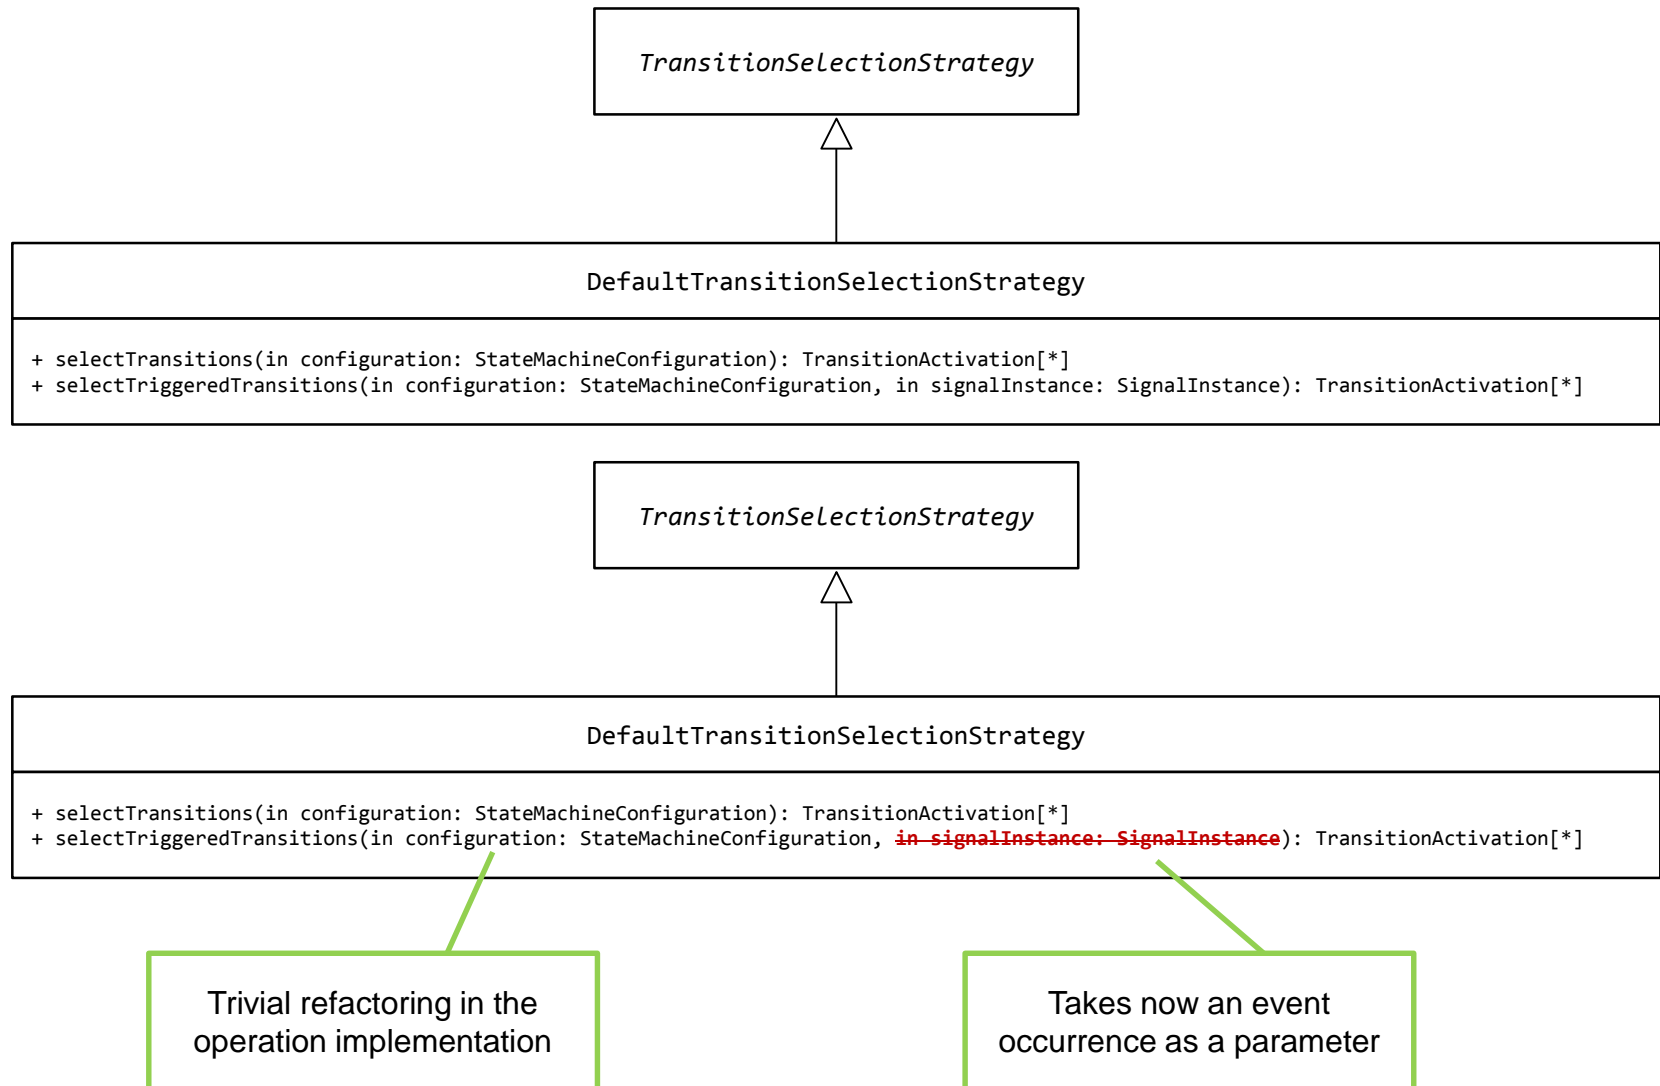 TransitionSelectionStrategy
DefaultTransitionSelectionStrategy
+ selectTransitions(in configuration: StateMachineConfiguration): TransitionActivation[*]
+ selectTriggeredTransitions(in configuration: StateMachineConfiguration, in signalInstance: SignalInstance): TransitionActivation[*]
TransitionSelectionStrategy
DefaultTransitionSelectionStrategy
+ selectTransitions(in configuration: StateMachineConfiguration): TransitionActivation[*]
+ selectTriggeredTransitions(in configuration: StateMachineConfiguration, in signalInstance: SignalInstance): TransitionActivation[*]
Trivial refactoring in the
operation implementation
Takes now an event
occurrence as a parameter